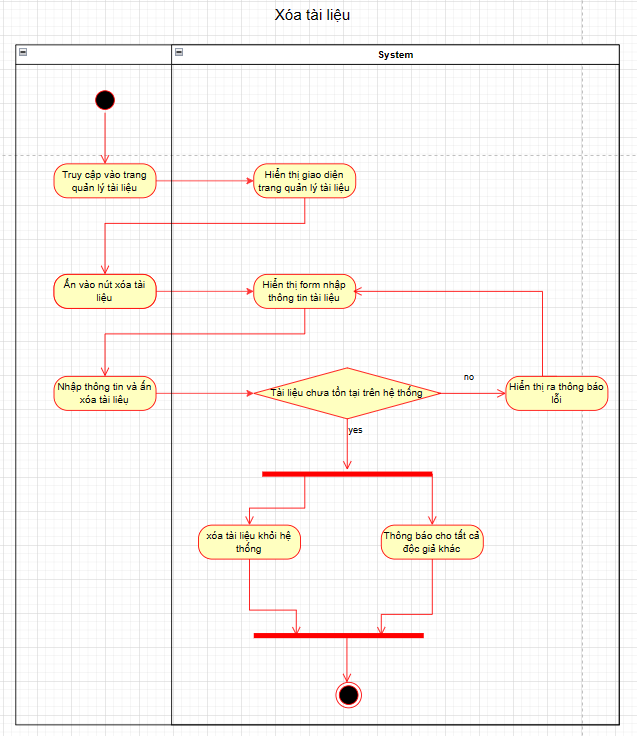 Xóa tài liệu
System
Truy cập vào trang
quản lý tài liệu
Hiển thị giao diện
trang quản lý tài liệu
Ấn vào nút xóa tài
liệu
Hiển thị form nhập
thông tin tài liệu
Nhập thông tin và ấn
xóa tài liệu
Tài liệu chưa tồn tại trên hệ thống
no
Hiển thị ra thông báo
lỗi
yes
xóa tài liệu khỏi hệ
thống
Thông báo cho tất cả
độc giả khác